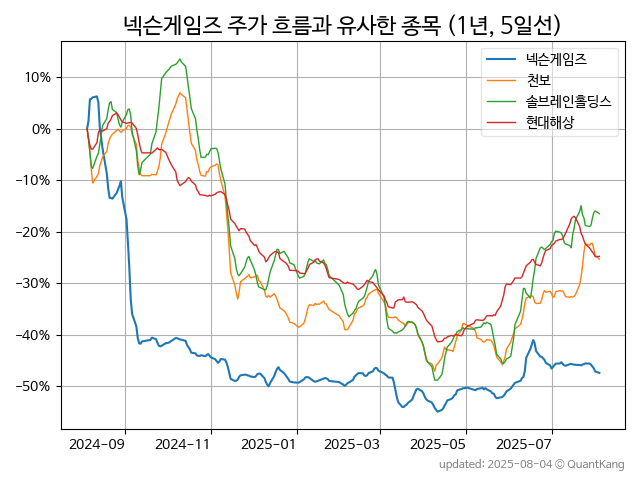 넥슨게임즈 주가 흐름과 유사한 종목 (1년, 5일선)
넥슨게임즈
천보
솔브레인홀딩스
현대해상
10%
0%
−10%
−20%
−30%
−40%
−50%
2024-09 2024-11 2025-01 2025-03 2025-05 2025-07
updated: 2025-08-04 © QuantKang